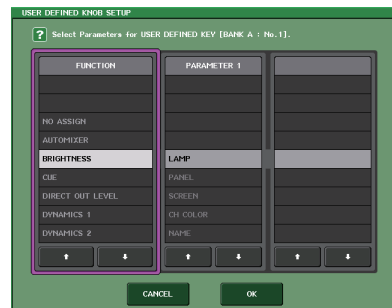 USER DEFINED KNOB SETUP
? Select Parameters for USER DEFINED KEY [BANK A : No.1].
FUNCTION
NO ASSIGN
AUTOMIXER
BRIGHTNESS
CUE
DIRECT OUT LEVEL
DYNAMICS 1
DYNAMICS 2
PARAMETER 1
LAMP
PANEL
SCREEN
CH COLOR
NAME
CANCEL
OK